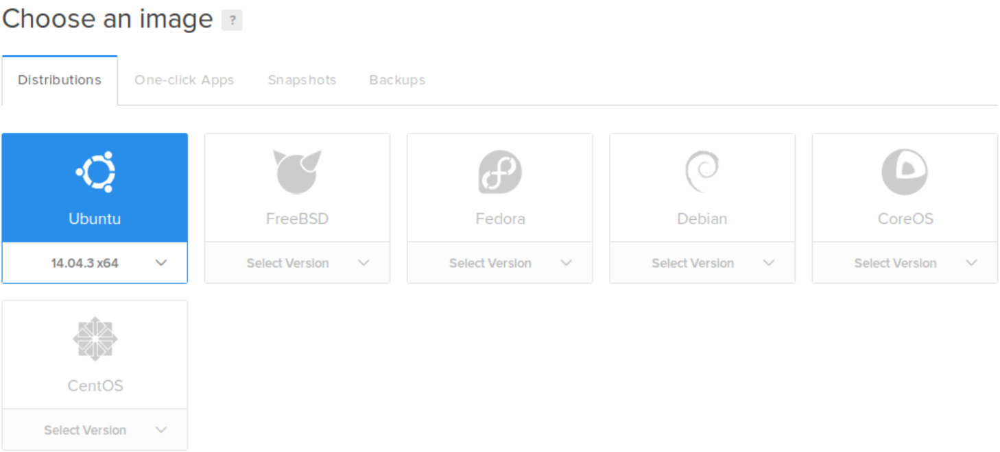 Choose an image ?
Distributions One-click Apps Snapshots Backups
Ubuntu FreeBSD Fedora Debian CoreOS
14.04.3 x64 Select Version Select Version Select Version Select Version
CentOS
Select Version